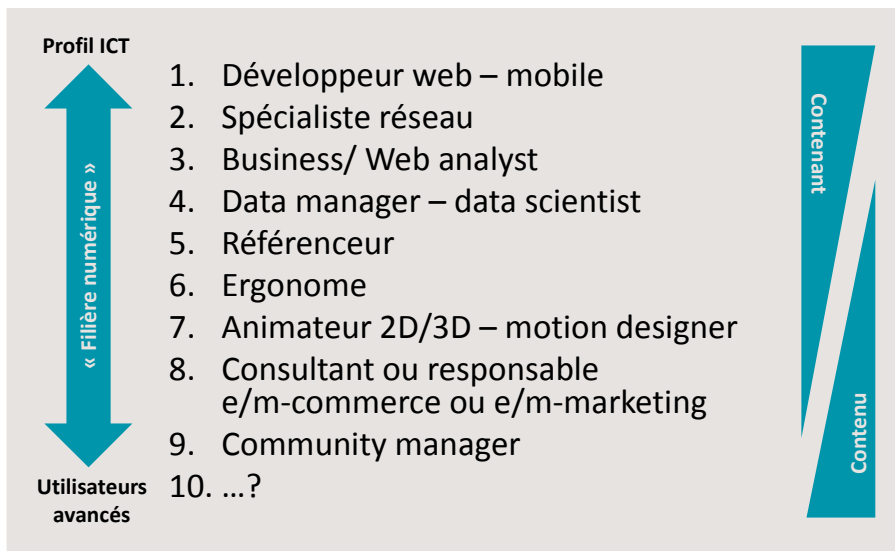 Profil ICT
« Filière numérique »
Utilisateurs
avancés
1. Développeur web – mobile
2. Spécialiste réseau
3. Business/ Web analyst
4. Data manager – data scientist
5. Référenceur
6. Ergonome
7. Animateur 2D/3D – motion designer
8. Consultant ou responsable
e/m-commerce ou e/m-marketing
9. Community manager
10. …?
Contenant
Contenu